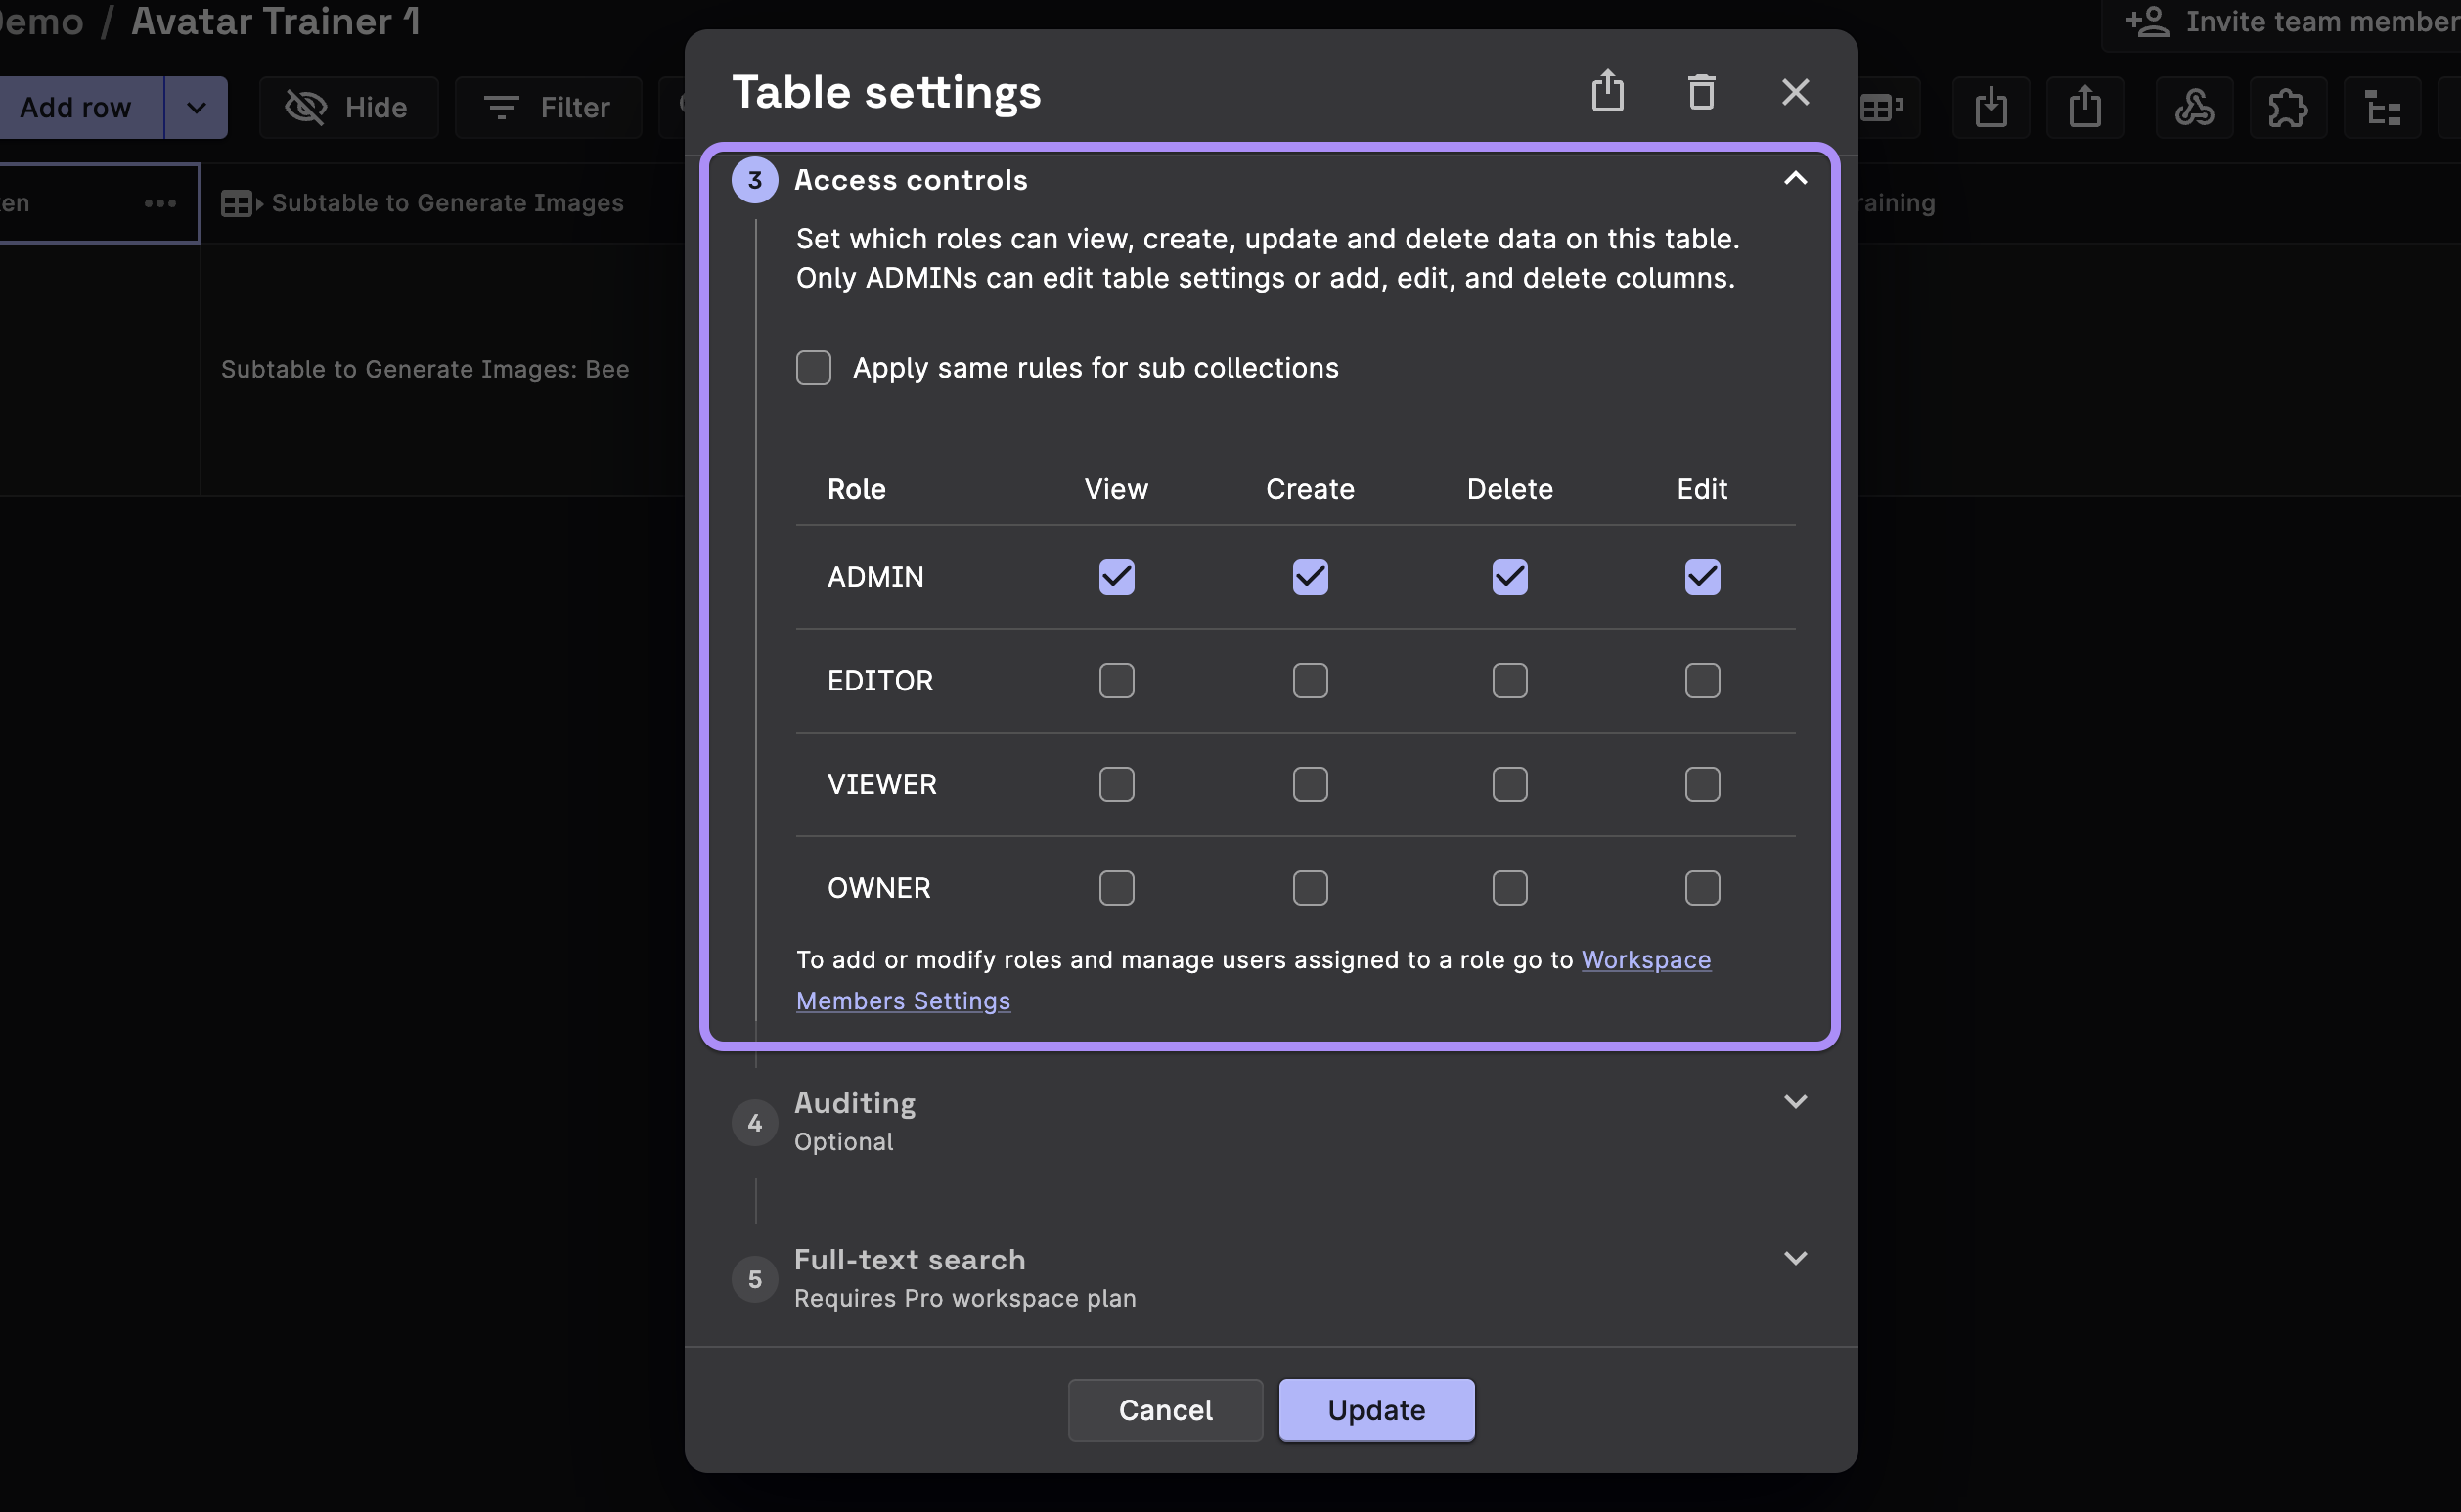 / Avatar Trainer 1
Invite team member
Add row
Hide
Filter
Subtable to Generate Images
Subtable to Generate Images: Bee
Table settings
3
Access controls
Set which roles can view, create, update and delete data on this table.
Only ADMINs can edit table settings or add, edit, and delete columns.
Apply same rules for sub collections
Role View Create Delete Edit
ADMIN
EDITOR
VIEWER
OWNER
To add or modify roles and manage users assigned to a role go to Workspace
Members Settings
4
Auditing
Optional
5
Full-text search
Requires Pro workspace plan
Cancel
Update